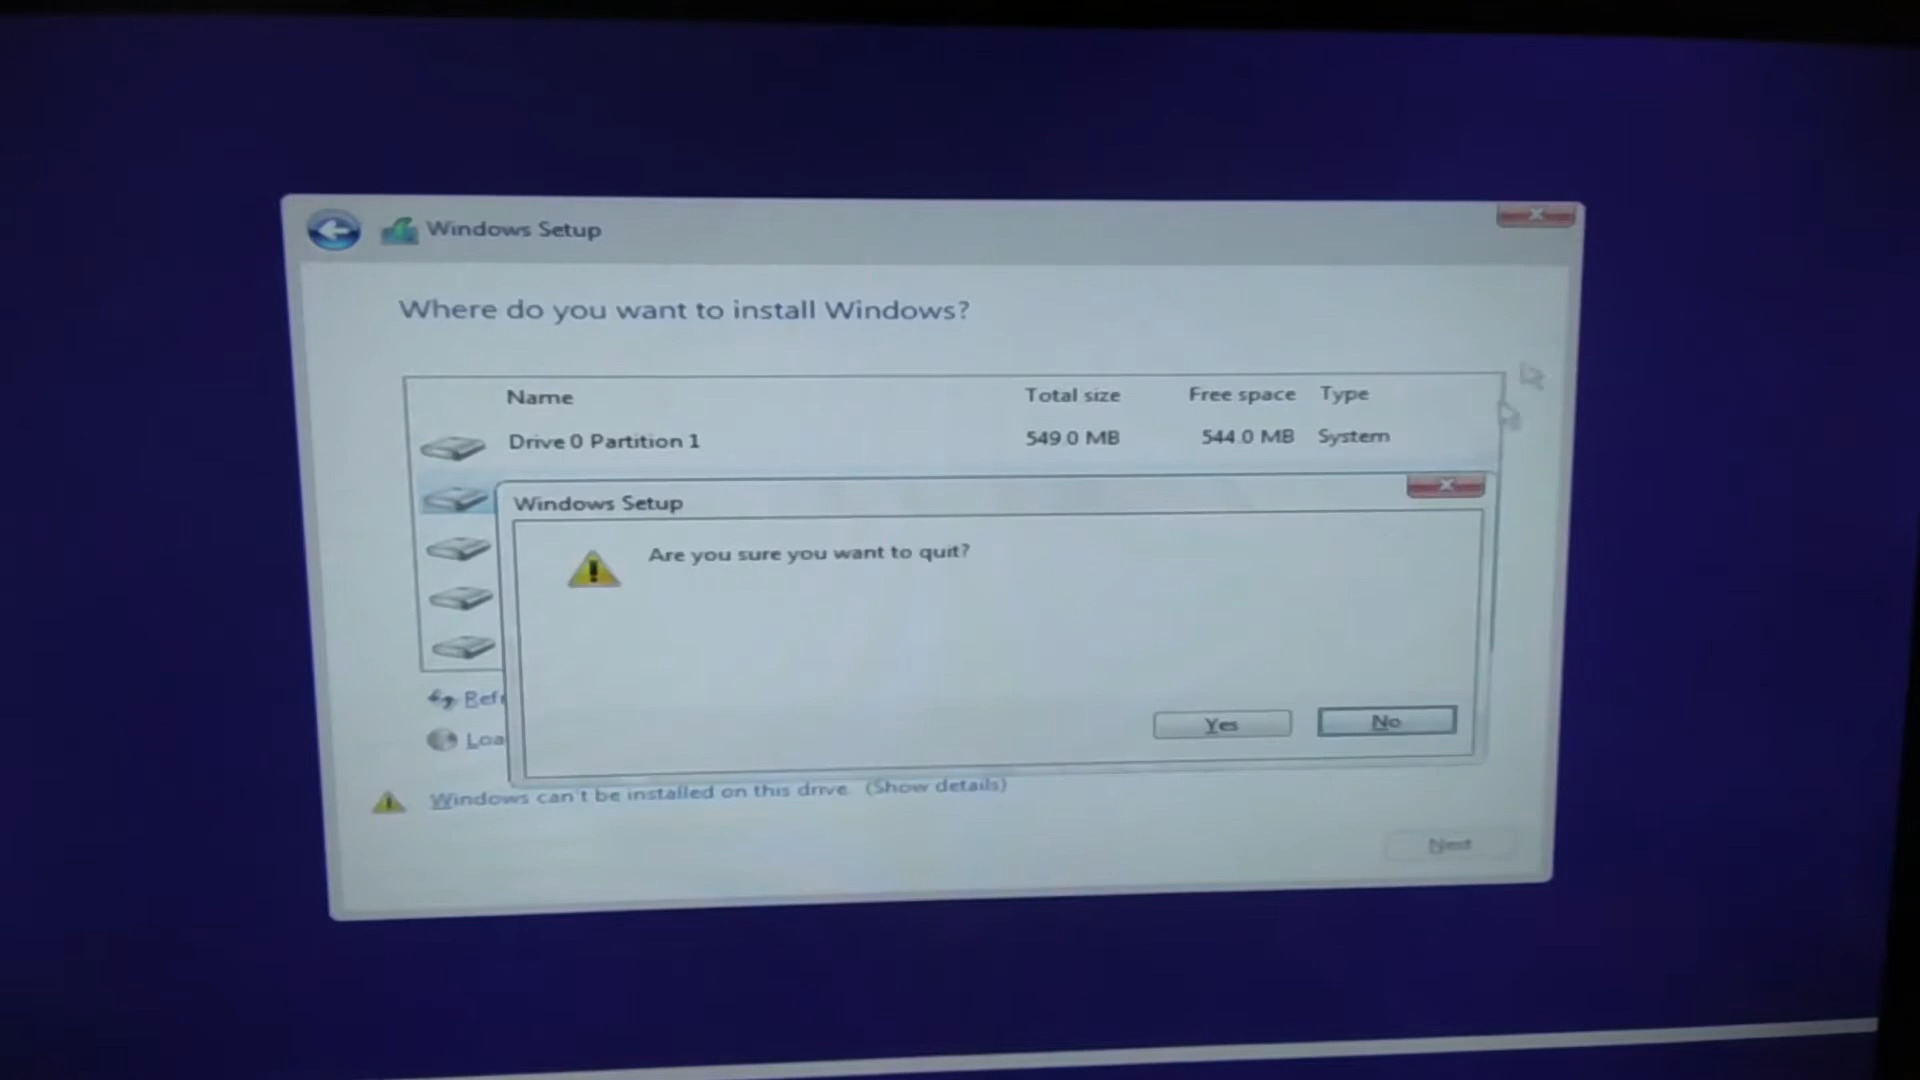 Windows Setup
Where do you want to install Windows?
Name Total size Free space Type
Drive 0 Partition 1 549.0 MB 544.0 MB System
Windows Setup
Are you sure you want to quit?
Yes No
Windows can't be installed on this drive. (Show details)
Next